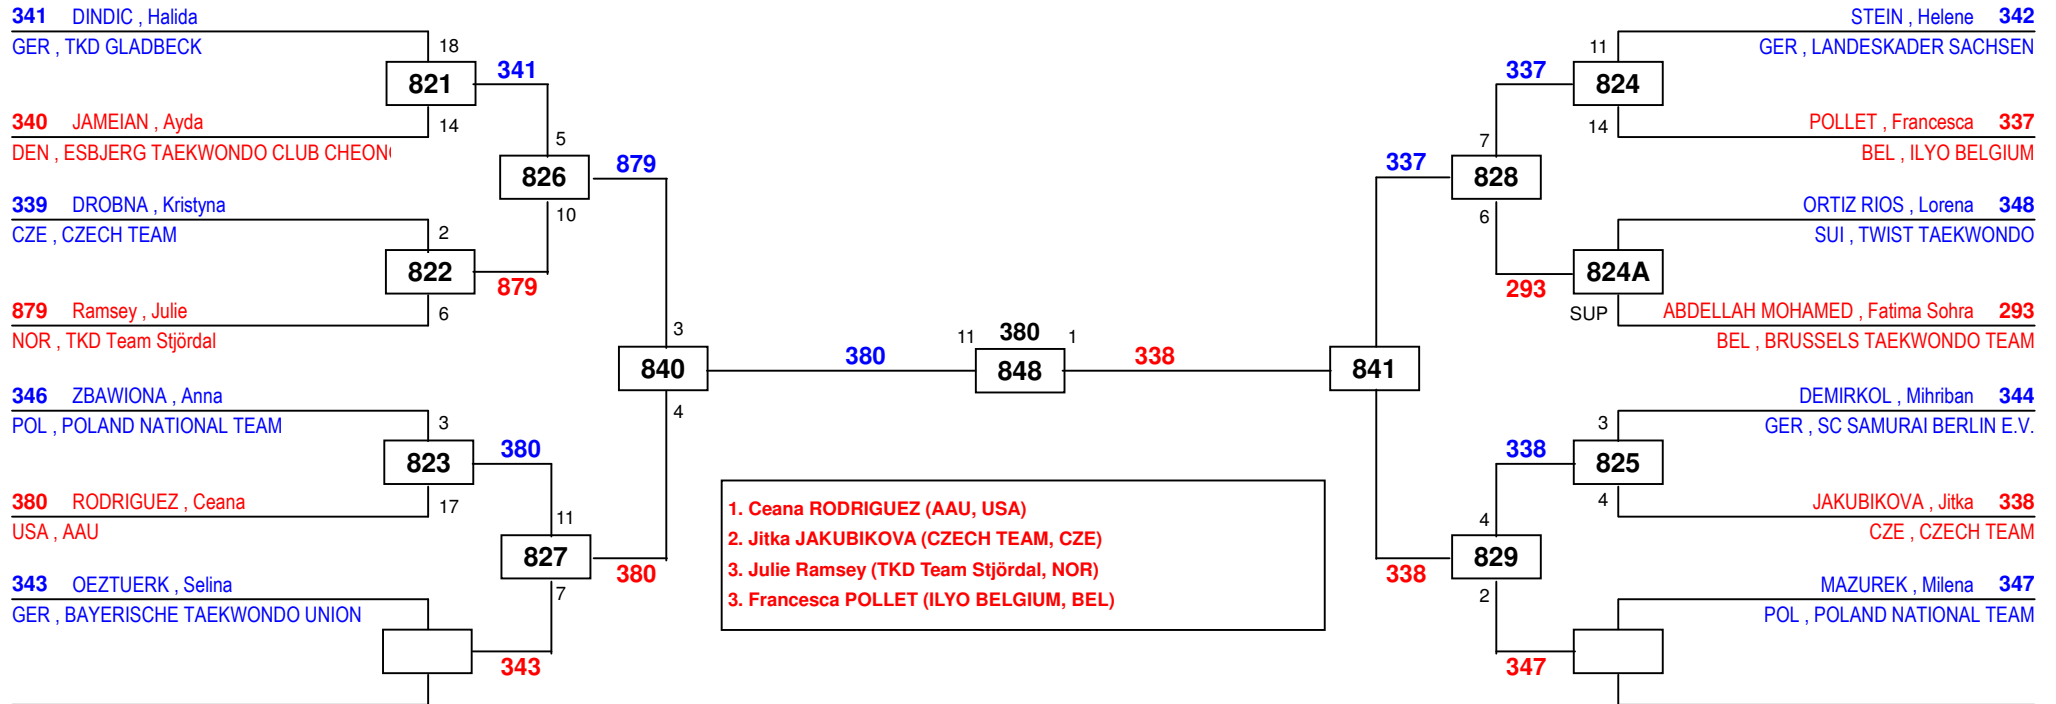 341 DINDIC , Halida
GER , TKD GLADBECK
18
821
341
340 JAMEIAN , Ayda
14
DEN , ESBJERG TAEKWONDO CLUB
5
826
879
10
339 DROBNA , Kristyna
CZE , CZECH TEAM
2
822
879
879 Ramsey , Julie
6
NOR , TKD Team Stjördal
3
840
380
4
346 ZBAWIONA , Anna
POL , POLAND NATIONAL TEAM
3
823
380
380 RODRIGUEZ , Ceana
17
USA , AAU
11
827
380
7
343 OEZTUERK , Selina
GER , BAYERISCHE TAEKWONDO UNION
343
11
380
1
848
338
1. Ceana RODRIGUEZ (AAU, USA)
2. Jitka JAKUBIKOVA (CZECH TEAM, CZE)
3. Julie Ramsey (TKD Team Stjördal, NOR)
3. Francesca POLLET (ILYO BELGIUM, BEL)
STEIN , Helene 342
GER , LANDESKADER SACHSEN
11
337
824
14
POLLET , Francesca 337
BEL , ILYO BELGIUM
7
337
828
6
ORTIZ RIOS , Lorena 348
SUI , TWIST TAEKWONDO
824A
293
SUP
ABDELLAH MOHAMED , Fatima Sohra 293
BEL , BRUSSELS TAEKWONDO TEAM
841
DEMIRKOL , Mihriban 344
GER , SC SAMURAI BERLIN E.V.
3
338
825
4
JAKUBIKOVA , Jitka 338
CZE , CZECH TEAM
4
829
338
2
MAZUREK , Milena 347
POL , POLAND NATIONAL TEAM
347